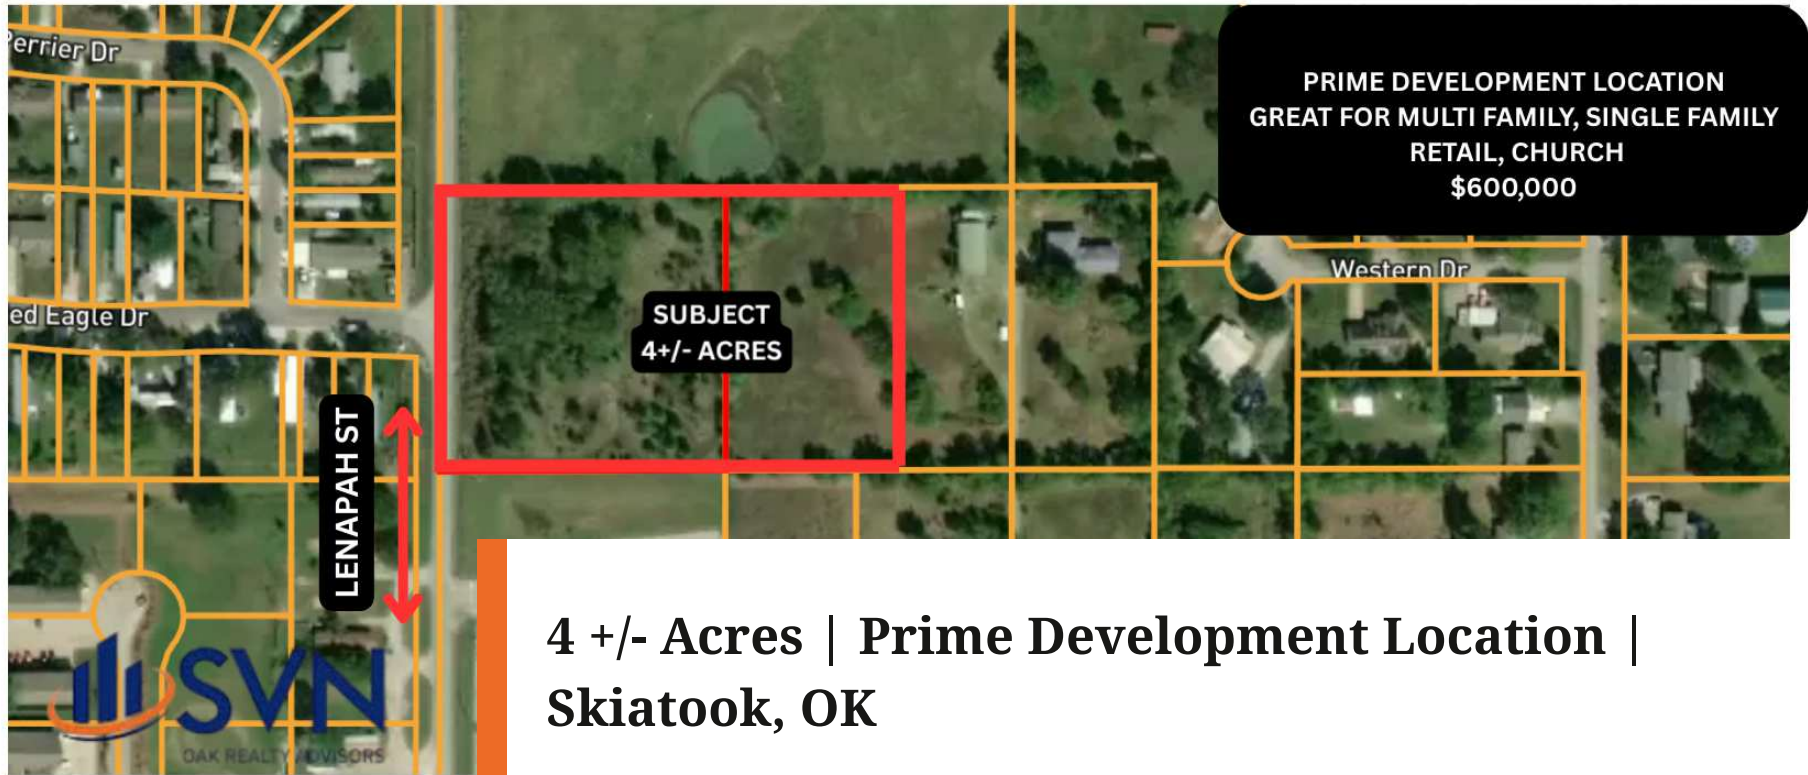 Perrier Dr
PRIME DEVELOPMENT LOCATION
GREAT FOR MULTI FAMILY, SINGLE FAMILY
RETAIL, CHURCH
$600,000
Western Dr
ed Eagle Dr
SUBJECT
4+/- ACRES
LENAPAH ST
4 +/- Acres | Prime Development Location |
Skiatook, OK
SVN
OAK REALTY ADVISORS